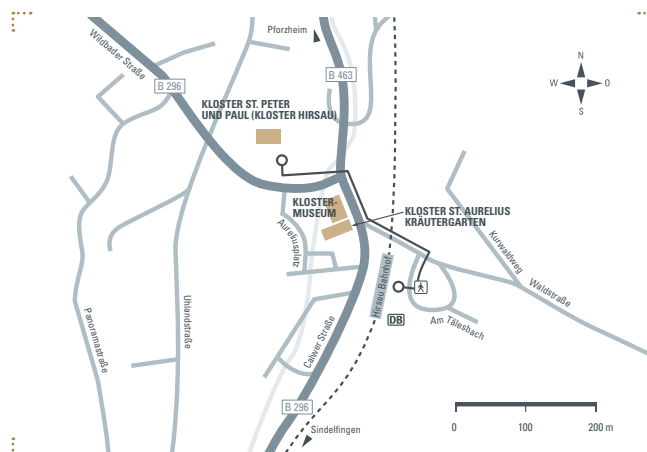 Pforzheim
Wildbader Straße
B 296
B 463
N
W
O
S
KLOSTER ST. PETER
UND PAUL (KLOSTER HIRSAU)
KLOSTER-
MUSEUM
KLOSTER ST. AURELIUS
KRÄUTERGARTEN
Aureliusplatz
Kurwaldweg
Waldstraße
Hirsau Bahnhof
DB
Am Tälesbach
Panoramastraße
Uhlandstraße
Calwer Straße
B 296
Sindelfingen
0
100
200 m